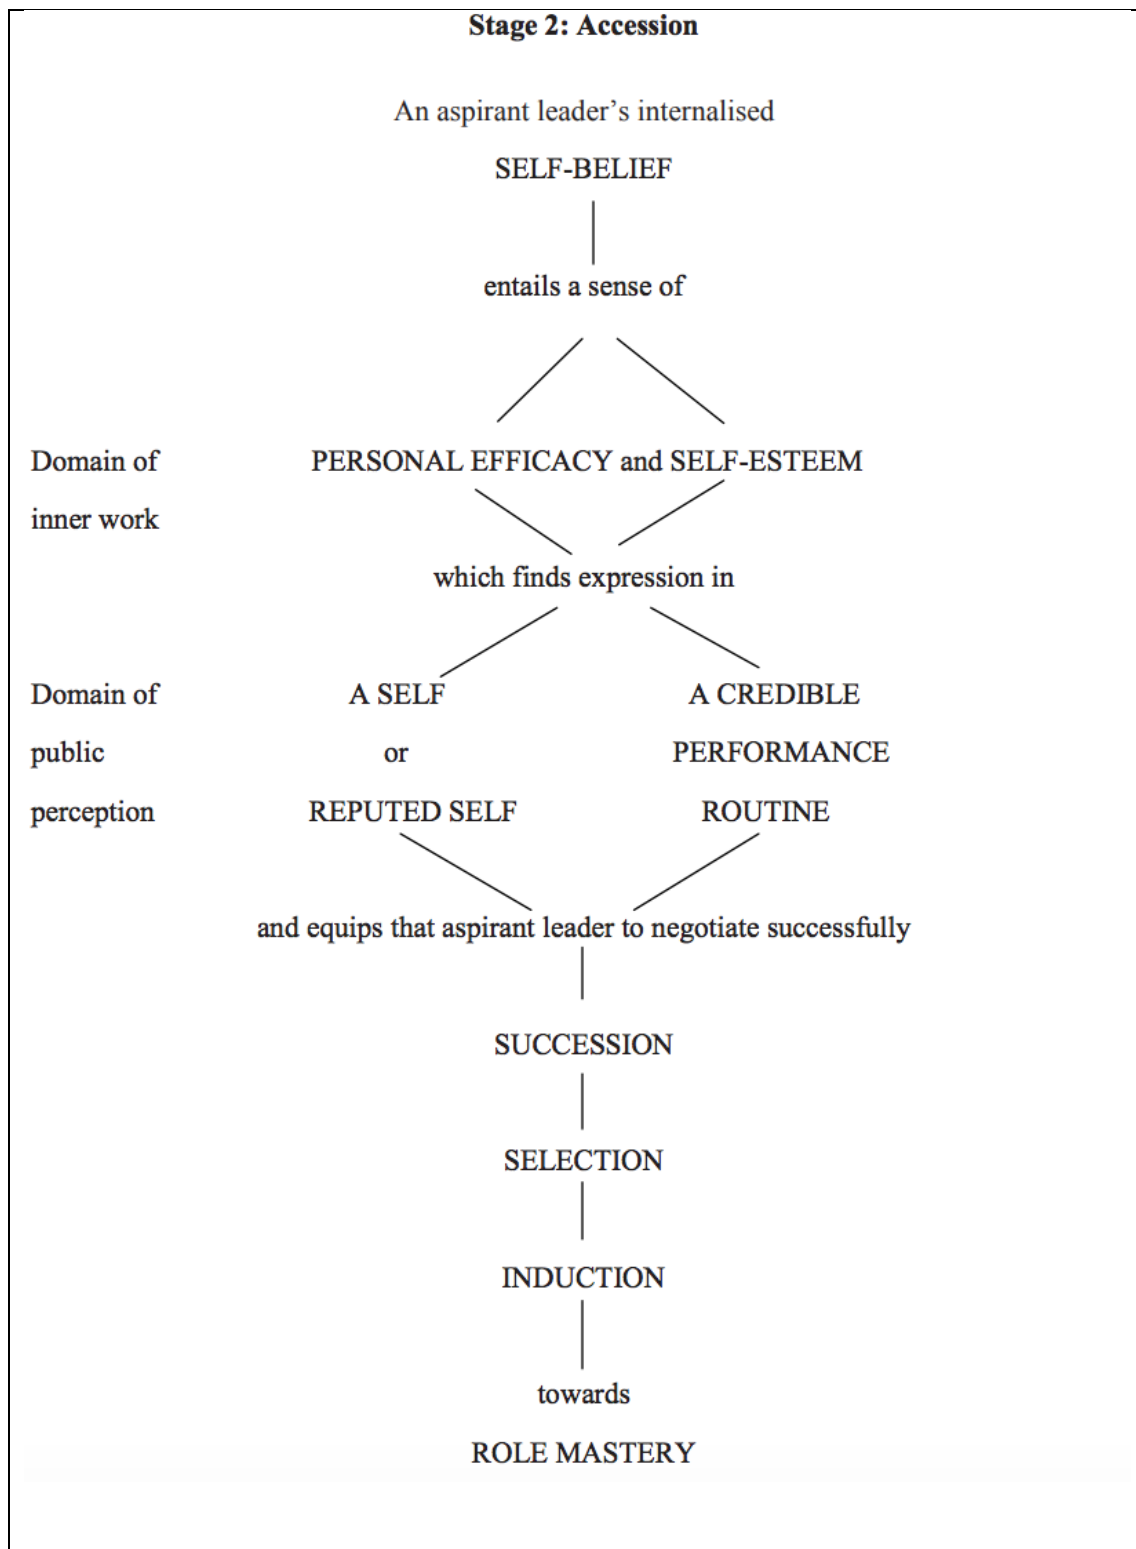 Stage 2: Accession
An aspirant leader’s internalised
SELF-BELIEF
entails a sense of
Domain of PERSONAL EFFICACY and SELF-ESTEEM
inner work
which finds expression in
Domain of A SELF A CREDIBLE
public or PERFORMANCE
perception REPUTED SELF ROUTINE
and equips that aspirant leader to negotiate successfully
SUCCESSION
SELECTION
INDUCTION
towards
ROLE MASTERY